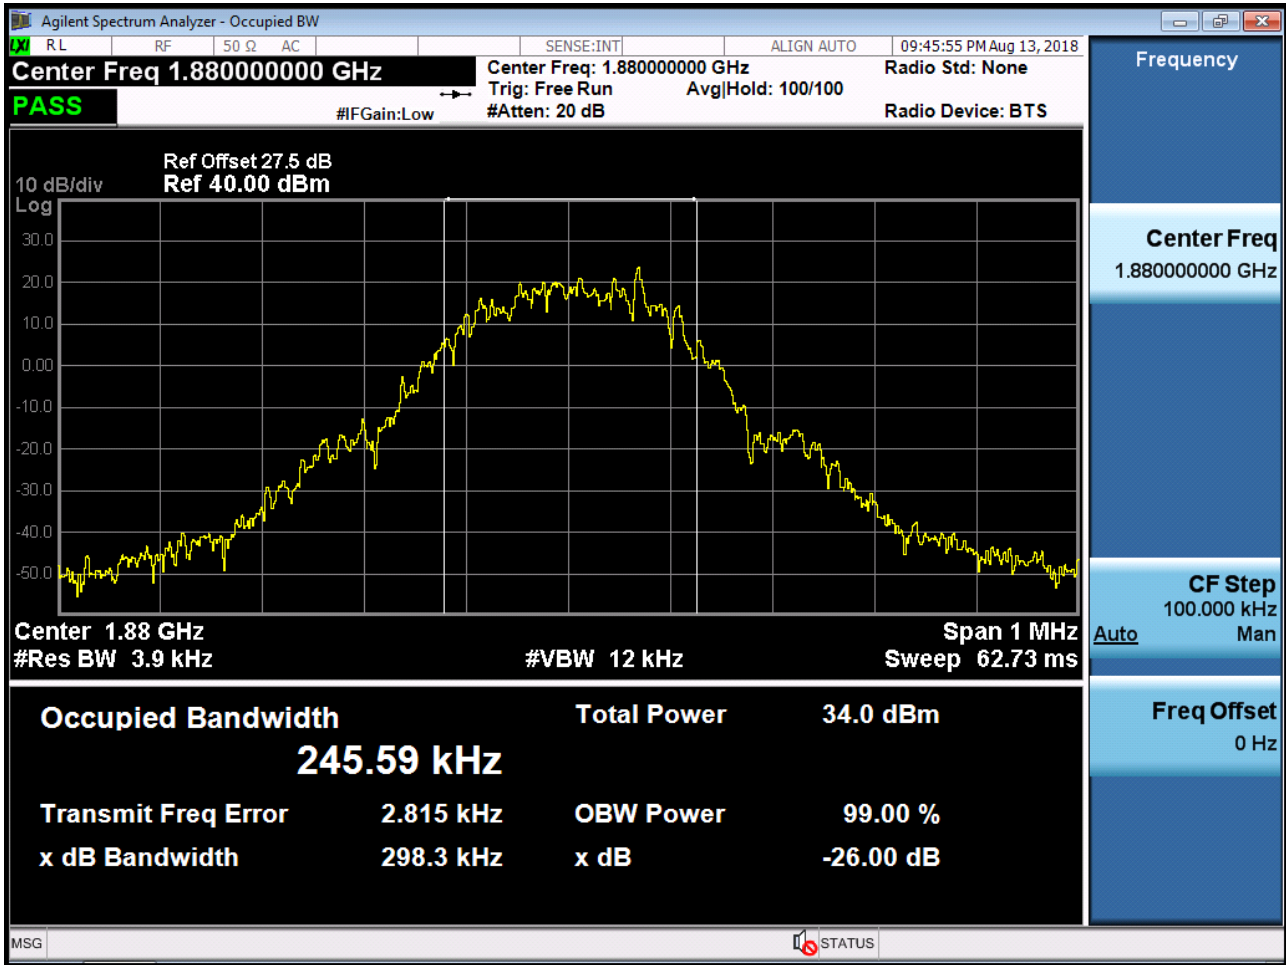 Agilent Spectrum Analyzer - Occupied BW
LXI RL RF 50 Ω AC SENSE:INT ALIGN AUTO 09:45:55 PM Aug 13, 2018
Center Freq 1.880000000 GHz
Center Freq: 1.880000000 GHz
Radio Std: None
Trig: Free Run Avg|Hold: 100/100
PASS
#IFGain:Low
#Atten: 20 dB
Radio Device: BTS
Ref Offset 27.5 dB
10 dB/div Ref 40.00 dBm
Log
30.0
20.0
10.0
0.00
-10.0
-20.0
-30.0
-40.0
-50.0
Center 1.88 GHz Span 1 MHz
#Res BW 3.9 kHz #VBW 12 kHz Sweep 62.73 ms
Occupied Bandwidth Total Power 34.0 dBm
245.59 kHz
Transmit Freq Error 2.815 kHz OBW Power 99.00 %
x dB Bandwidth 298.3 kHz x dB -26.00 dB
MSG STATUS
Frequency
Center Freq
1.880000000 GHz
CF Step
100.000 kHz
Auto Man
Freq Offset
0 Hz